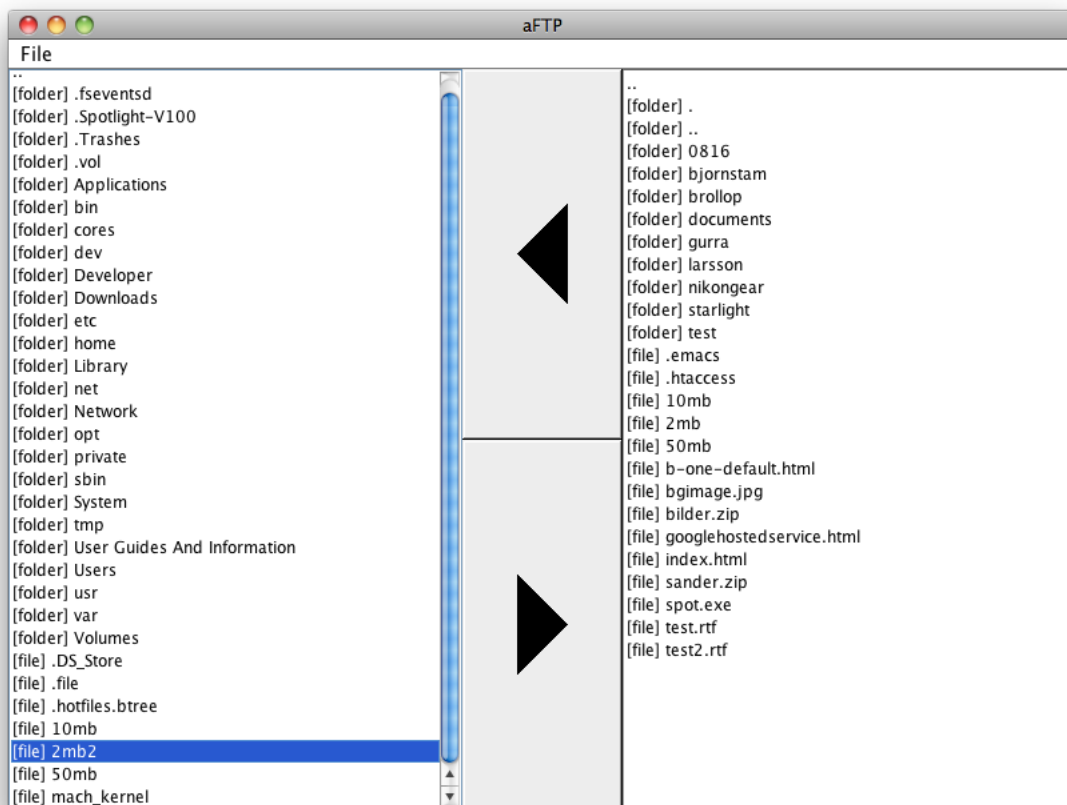 aFTP
File
..
[folder] .fseventsd
[folder] .Spotlight-V100
[folder] .Trashes
[folder] .vol
[folder] Applications
[folder] bin
[folder] cores
[folder] dev
[folder] Developer
[folder] Downloads
[folder] etc
[folder] home
[folder] Library
[folder] net
[folder] Network
[folder] opt
[folder] private
[folder] sbin
[folder] System
[folder] tmp
[folder] User Guides And Information
[folder] Users
[folder] usr
[folder] var
[folder] Volumes
[file] .DS_Store
[file] .file
[file] .hotfiles.btree
[file] 10mb
[file] 2mb2
[file] 50mb
[file] mach_kernel
..
[folder] .
[folder] ..
[folder] 0816
[folder] bjornstam
[folder] brollop
[folder] documents
[folder] gurra
[folder] larsson
[folder] nikongear
[folder] starlight
[folder] test
[file] .emacs
[file] .htaccess
[file] 10mb
[file] 2mb
[file] 50mb
[file] b-one-default.html
[file] bgimage.jpg
[file] bilder.zip
[file] googlehostedservice.html
[file] index.html
[file] sander.zip
[file] spot.exe
[file] test.rtf
[file] test2.rtf